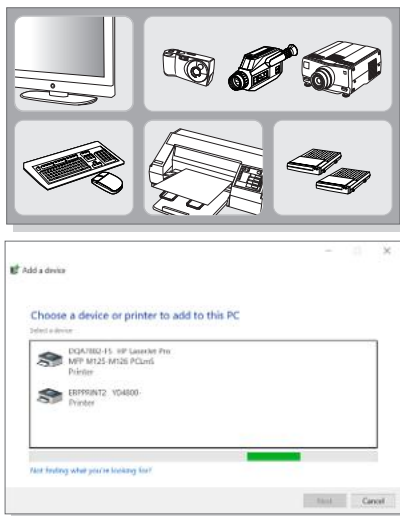 Add a device
Choose a device or printer to add to this PC
Select a device
DQA7882-F5: HP LaserJet Pro
MFP M125-M126 PCLmS
Printer
ERPPRINT2: YD4800-
Printer
Not finding what you're looking for?
Next
Cancel